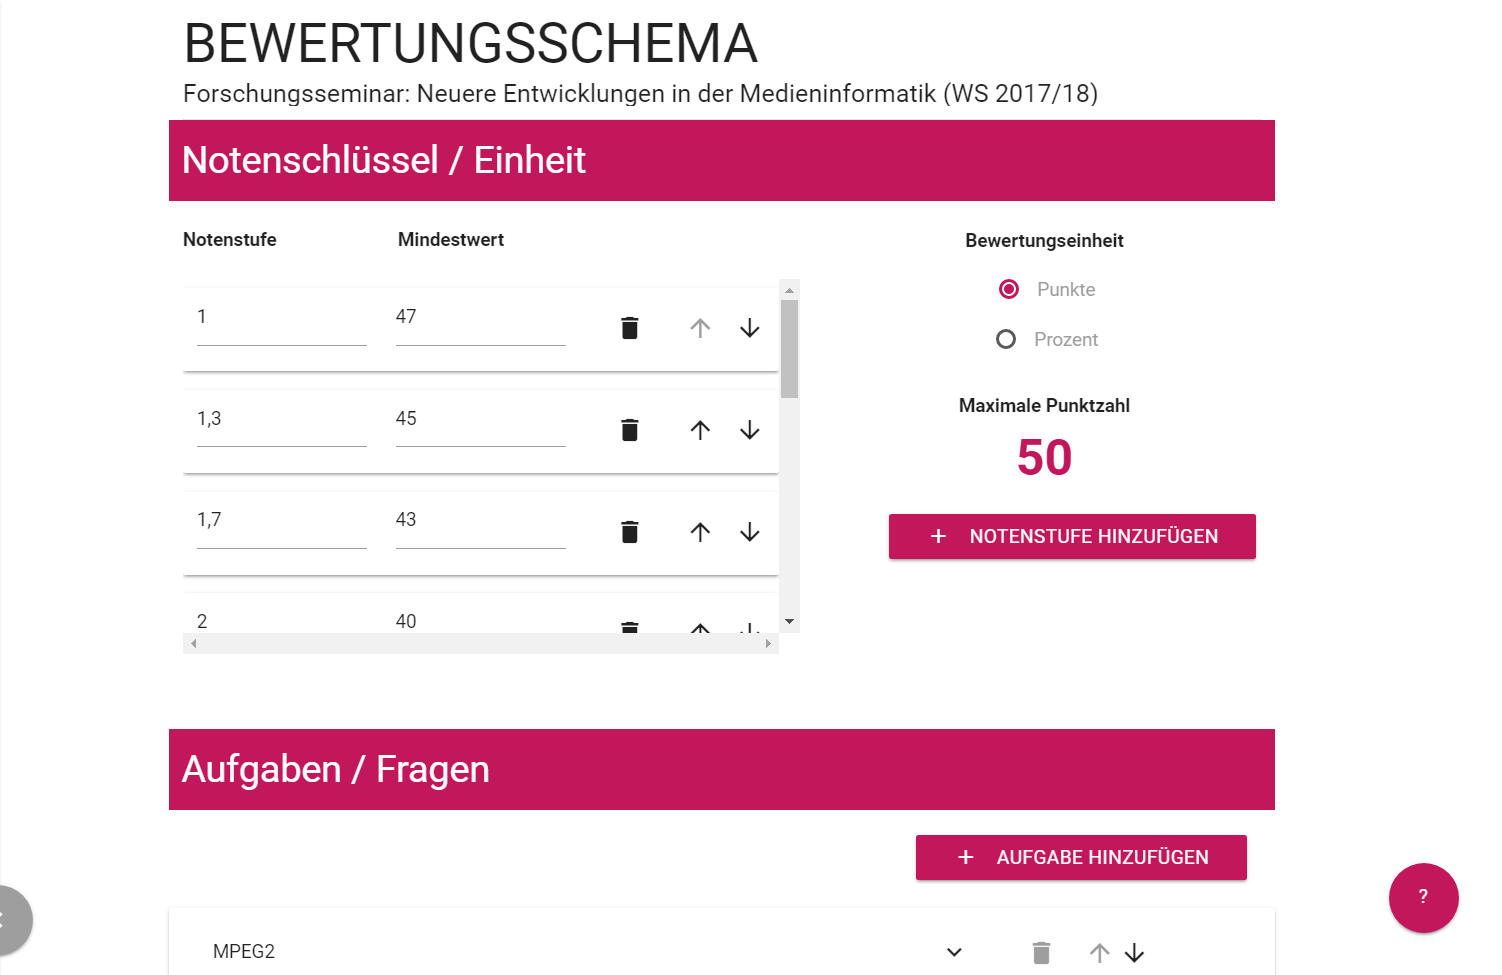 BEWERTUNGSSCHEMA
Forschungsseminar: Neuere Entwicklungen in der Medieninformatik (WS 2017/18)
Notenschlüssel / Einheit
Notenstufe Mindestwert
1 47
1,3 45
1,7 43
2 40
Bewertungseinheit
Punkte
Prozent
Maximale Punktzahl
50
+ NOTENSTUFE HINZUFÜGEN
Aufgaben / Fragen
+ AUFGABE HINZUFÜGEN
?
MPEG2